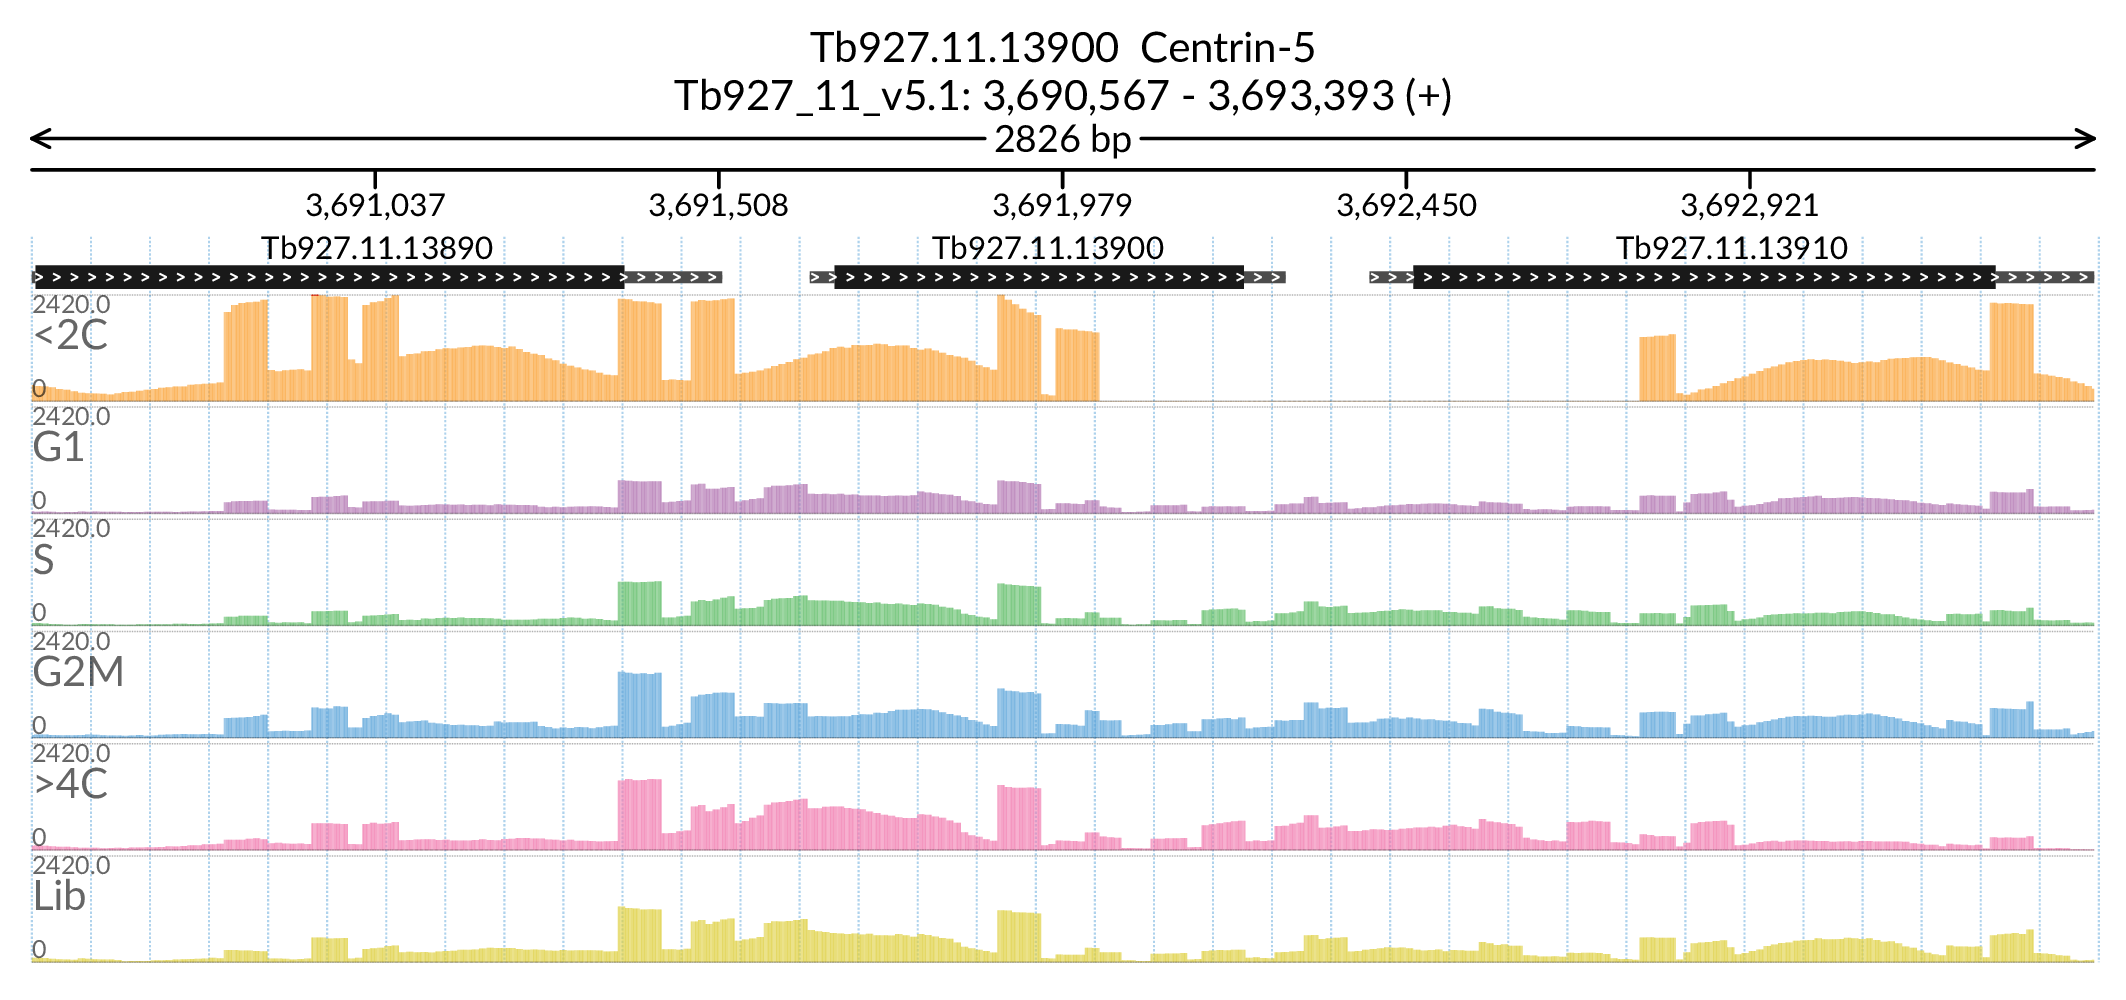 Tb927.11.13900 Centrin-5
Tb927_11_v5.1: 3,690,567 - 3,693,393 (+)
2826 bp
3,691,037 3,691,508 3,691,979 3,692,450 3,692,921
Tb927.11.13890 Tb927.11.13900 Tb927.11.13910
2420.0
<2C
0
2420.0
G1
0
2420.0
S
0
2420.0
G2M
0
2420.0
>4C
0
2420.0
Lib
0